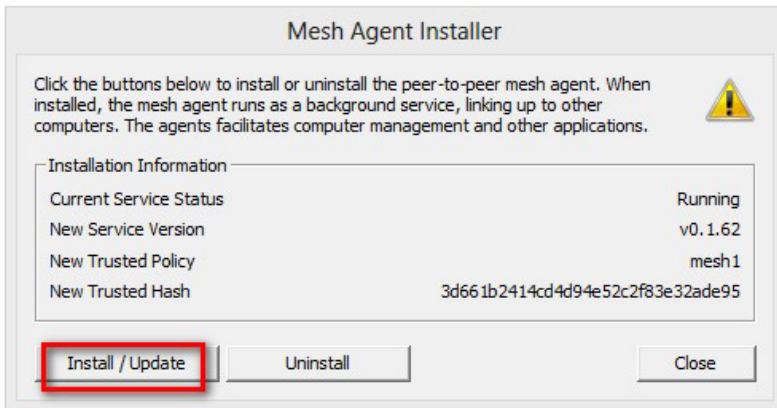 Mesh Agent Installer
Click the buttons below to install or uninstall the peer-to-peer mesh agent. When
installed, the mesh agent runs as a background service, linking up to other
computers. The agents facilitates computer management and other applications.
Installation Information
Current Service Status Running
New Service Version v0.1.62
New Trusted Policy mesh1
New Trusted Hash 3d661b2414cd4d94e52c2f83e32ade95
Install / Update Uninstall Close